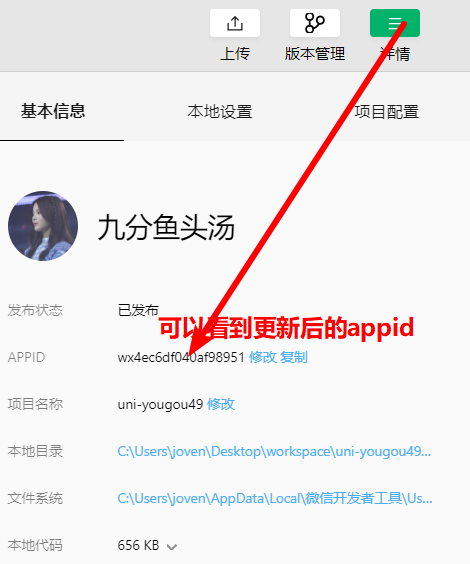 上传 版本管理 详情
基本信息 本地设置 项目配置
九分鱼头汤
发布状态 已发布
可以看到更新后的appid
APPID wx4ec6df040af98951 修改 复制
项目名称 uni-yougou49 修改
本地目录 C:\Users\joven\Desktop\workspace\uni-yougou49...
文件系统 C:\Users\joven\AppData\Local\微信开发者工具\Us...
本地代码 656 KB